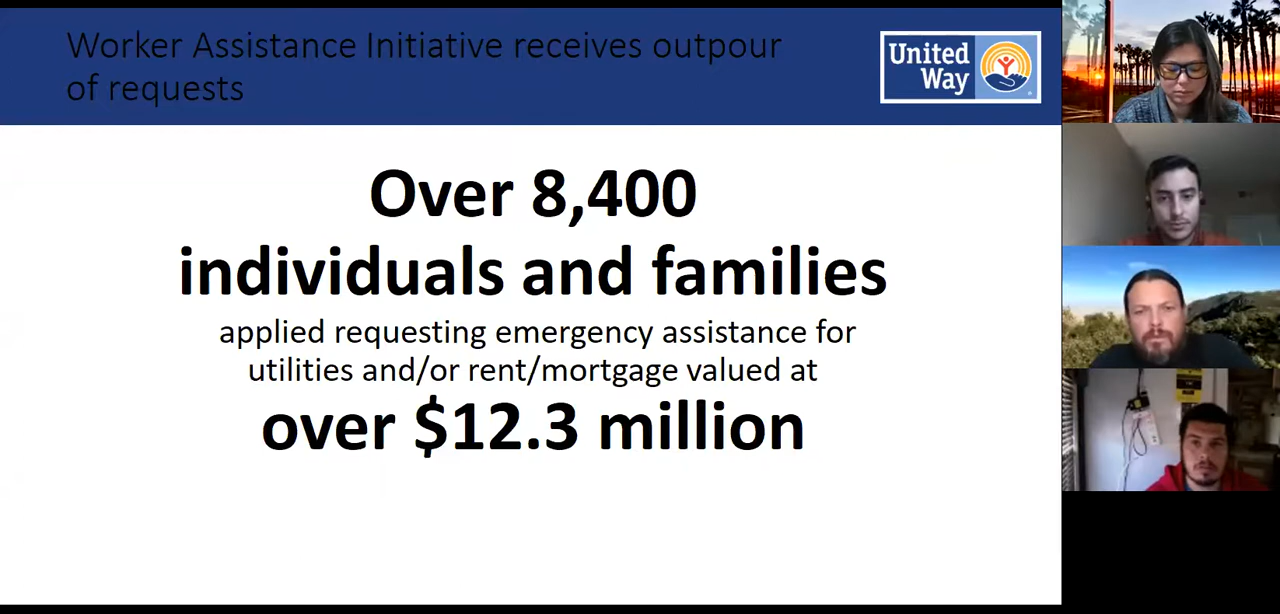 Worker Assistance Initiative receives outpour
of requests
United
Way
Over 8,400
individuals and families
applied requesting emergency assistance for
utilities and/or rent/mortgage valued at
over $12.3 million